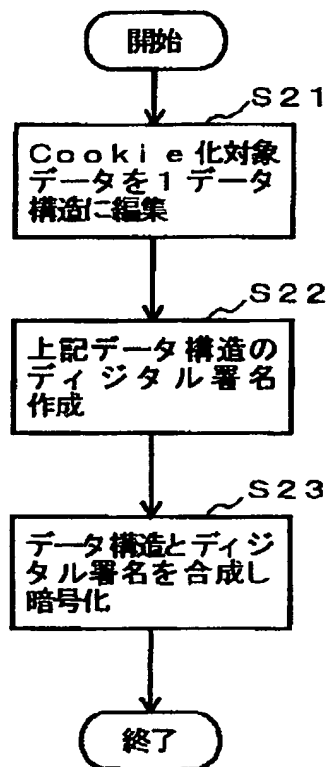 開始
S21
Cookie化対象
データを1データ
構造に編集
S22
上記データ構造の
ディジタル署名
作成
S23
データ構造とディジ
タル署名を合成し
暗号化
終了